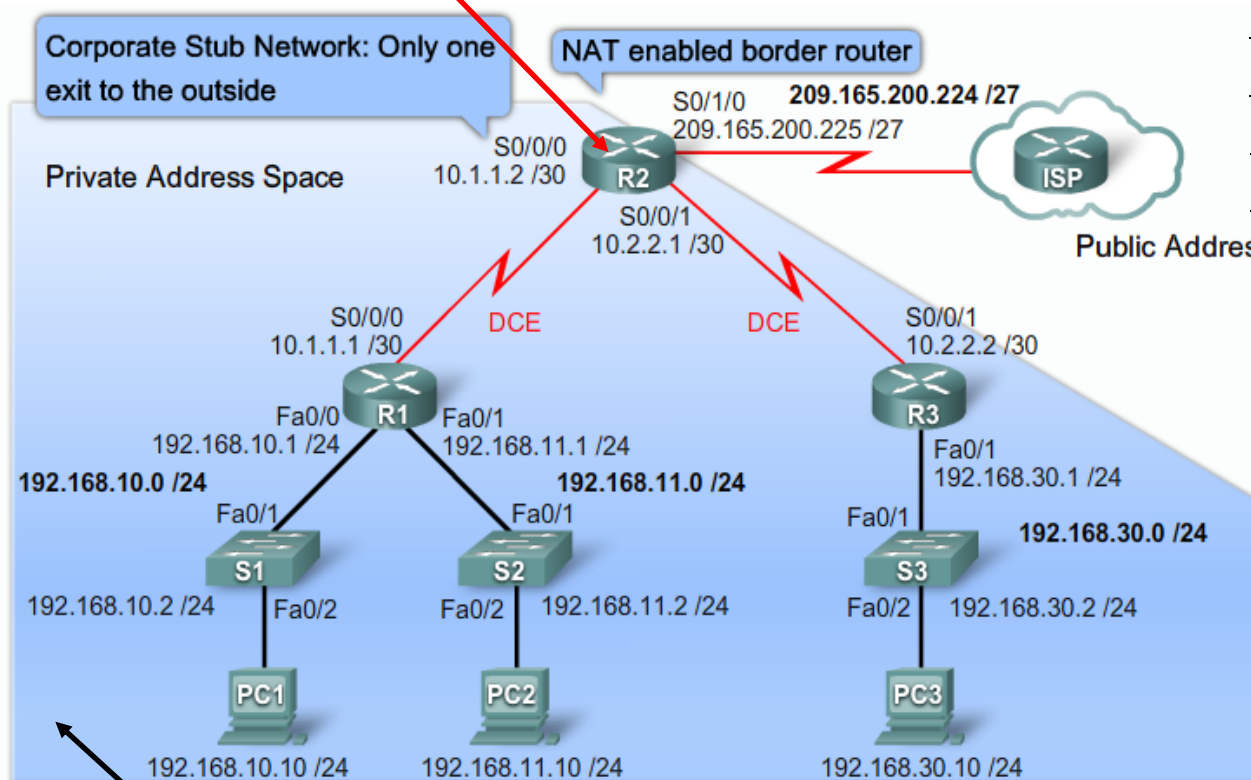 Corporate Stub Network: Only one
exit to the outside
NAT enabled border router
S0/1/0
209.165.200.224 /27
209.165.200.225 /27
S0/0/0
10.1.1.2 /30
Private Address Space
R2
ISP
S0/0/1
10.2.2.1 /30
S0/0/0
10.1.1.1 /30
DCE
DCE
S0/0/1
10.2.2.2 /30
R1
R3
Fa0/0
192.168.10.1 /24
Fa0/1
192.168.11.1 /24
Fa0/1
192.168.30.1 /24
192.168.10.0 /24
192.168.11.0 /24
Fa0/1
Fa0/1
Fa0/1
192.168.30.0 /24
S1
S2
S3
192.168.10.2 /24
Fa0/2
Fa0/2
192.168.11.2 /24
Fa0/2
192.168.30.2 /24
PC1
PC2
PC3
192.168.10.10 /24
192.168.11.10 /24
192.168.30.10 /24
Public